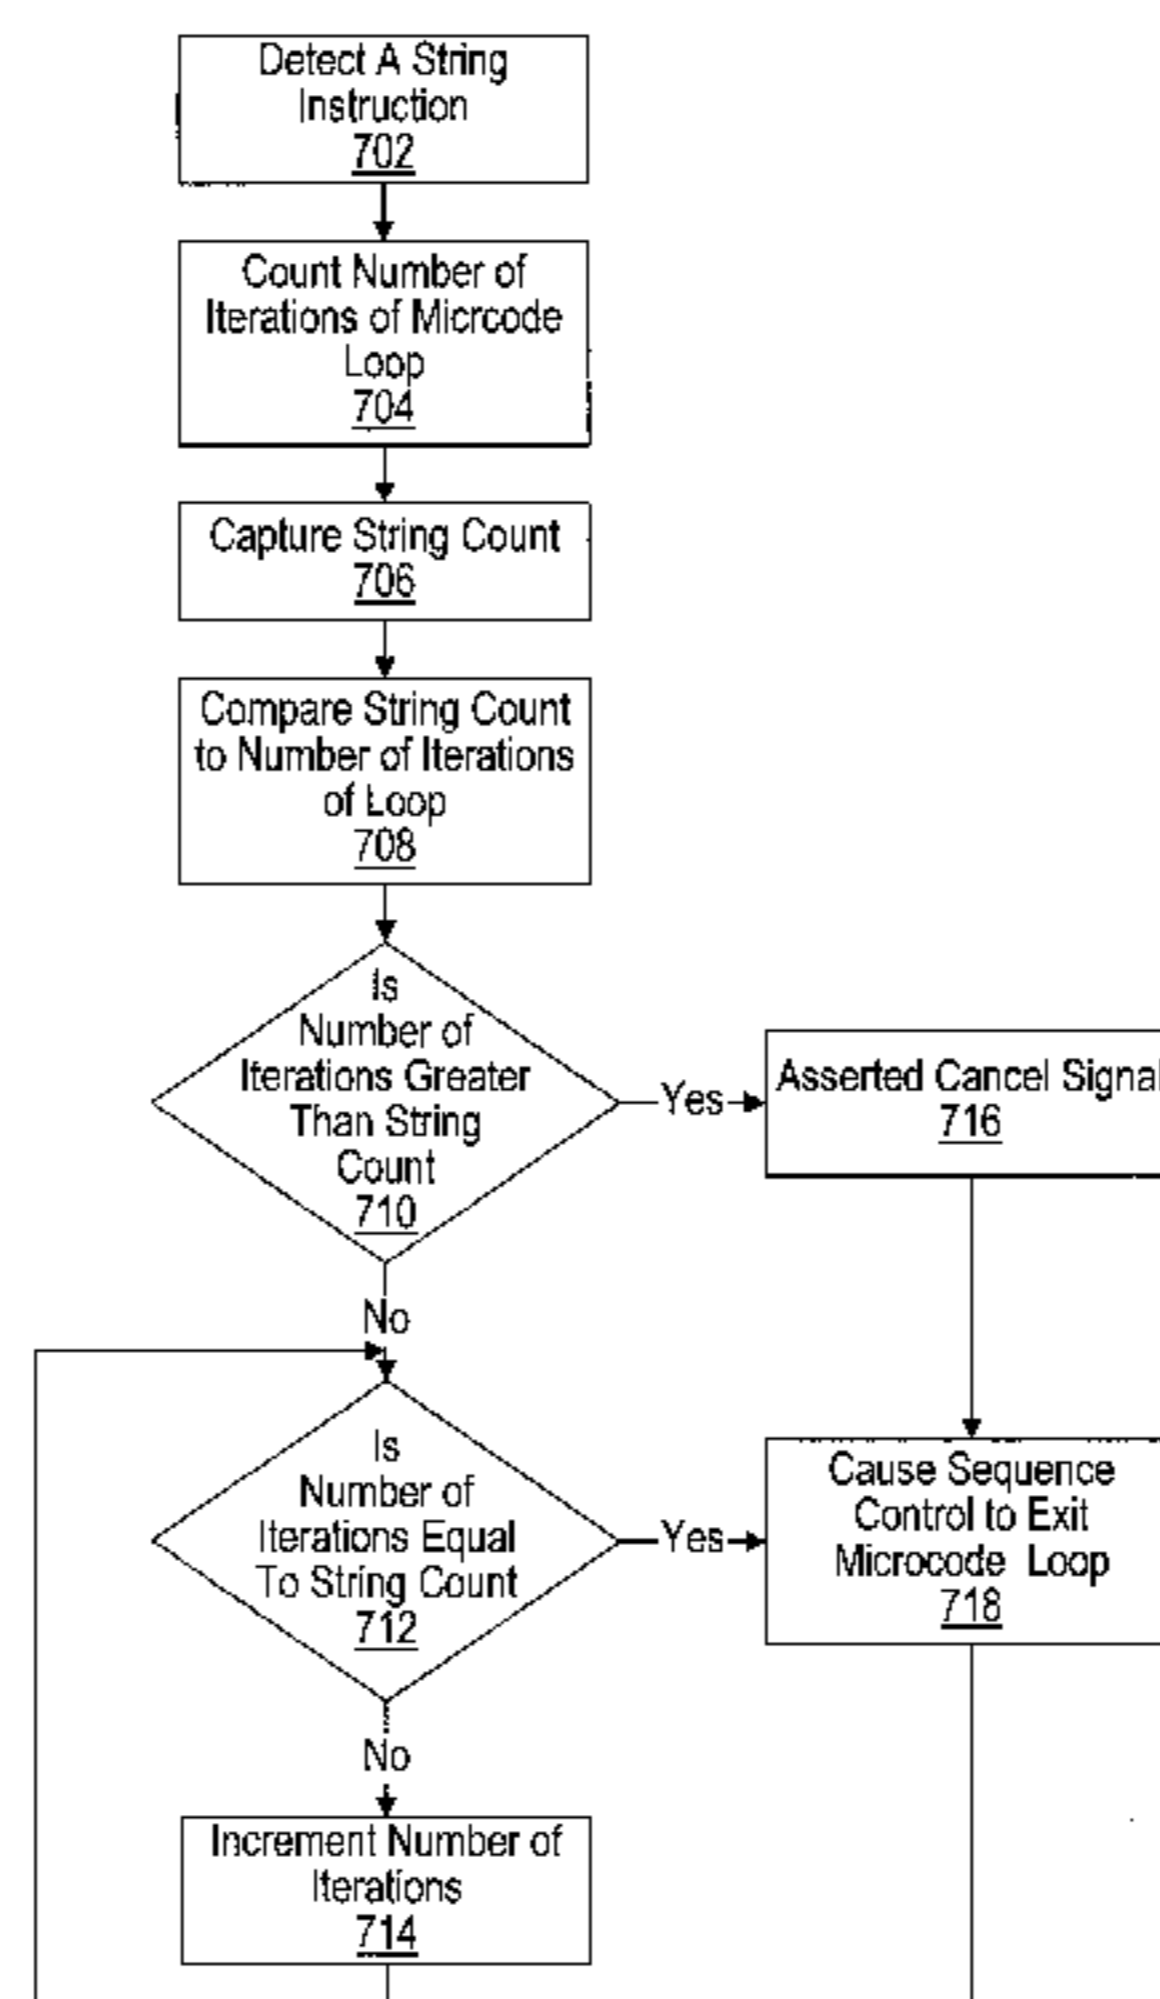 Detect A String
Instruction
702
Count Number of
Iterations of Micrcode
Loop
704
Capture String Count
706
Compare String Count
to Number of Iterations
of Loop
708
Is
Number of
Iterations Greater
Than String
Count
710
Yes
Asserted Cancel Signal
716
No
Is
Number of
Iterations Equal
To String Count
712
Yes
Cause Sequence
Control to Exit
Microcode Loop
718
No
Increment Number of
Iterations
714